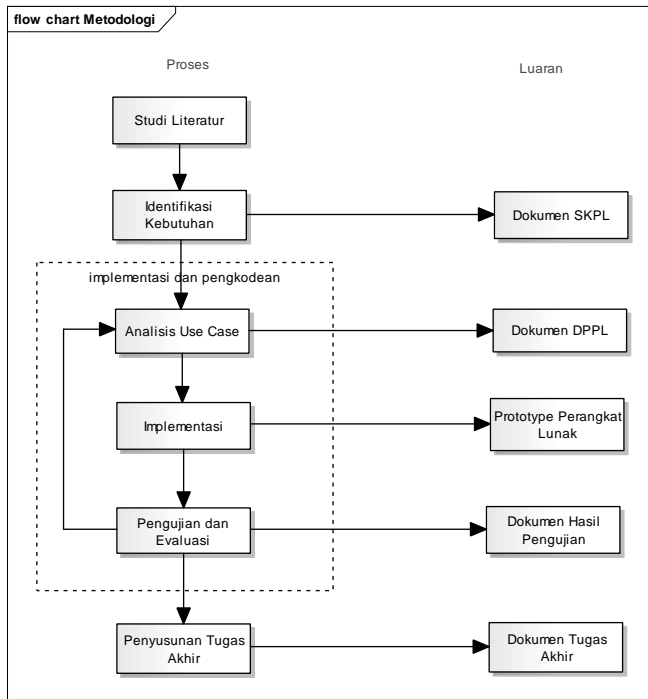 flow chart Metodologi
Proses
Luaran
Studi Literatur
Identifikasi
Kebutuhan
Dokumen SKPL
implementasi dan pengkodean
Analisis Use Case
Dokumen DPPL
Implementasi
Prototype Perangkat
Lunak
Pengujian dan
Evaluasi
Dokumen Hasil
Pengujian
Penyusunan Tugas
Akhir
Dokumen Tugas
Akhir